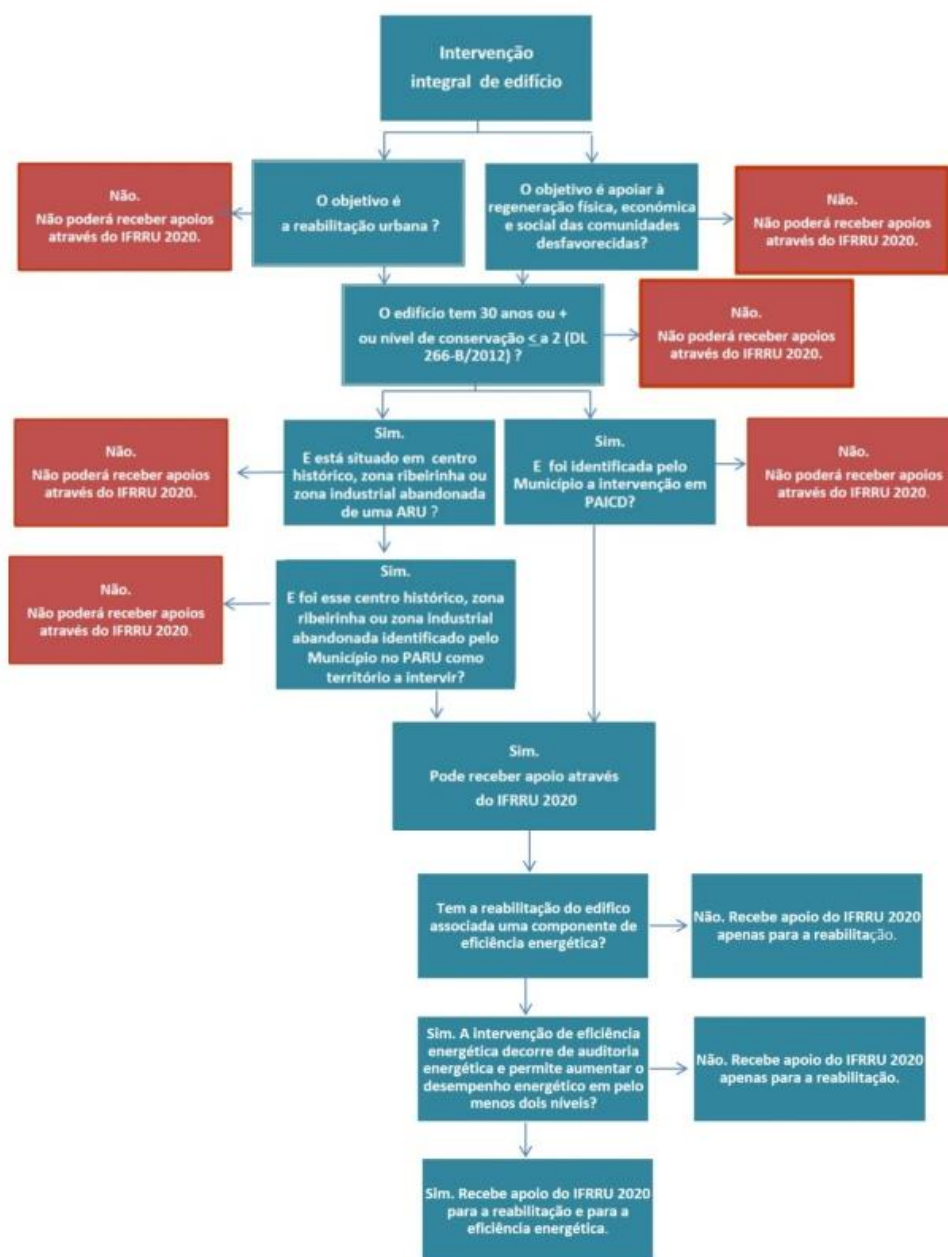 Intervenção
integral de edifício
Não.
Não poderá receber apoios
através do IFRRU 2020.
O objetivo é
a reabilitação urbana ?
O objetivo é apoiar à
regeneração física, económica
e social das comunidades
desfavorecidas?
Não.
Não poderá receber apoios
através do IFRRU 2020.
O edifício tem 30 anos ou +
ou nível de conservação < a 2 (DL
266-B/2012) ?
Não.
Não poderá receber apoios
através do IFRRU 2020.
Não.
Não poderá receber apoios
através do IFRRU 2020.
Sim.
E está situado em centro
histórico, zona ribeirinha ou
zona industrial abandonada
de uma ARU ?
Sim.
E foi identificada pelo
Município a intervenção em
PAICD?
Não.
Não poderá receber apoios
através do IFRRU 2020.
Não.
Não poderá receber apoios
através do IFRRU 2020.
Sim.
E foi esse centro histórico, zona
ribeirinha ou zona industrial
abandonada identificado pelo
Município no PARU como
território a intervir?
Sim.
Pode receber apoio através
do IFRRU 2020
Tem a reabilitação do edifico
associada uma componente de
eficiência energética?
Não. Recebe apoio do IFRRU 2020
apenas para a reabilitação.
Sim. A intervenção de eficiência
energética decorre de auditoria
energética e permite aumentar o
desempenho energético em pelo
menos dois níveis?
Não. Recebe apoio do IFRRU 2020
apenas para a reabilitação.
Sim. Recebe apoio do IFRRU 2020
para a reabilitação e para a
eficiência energética.